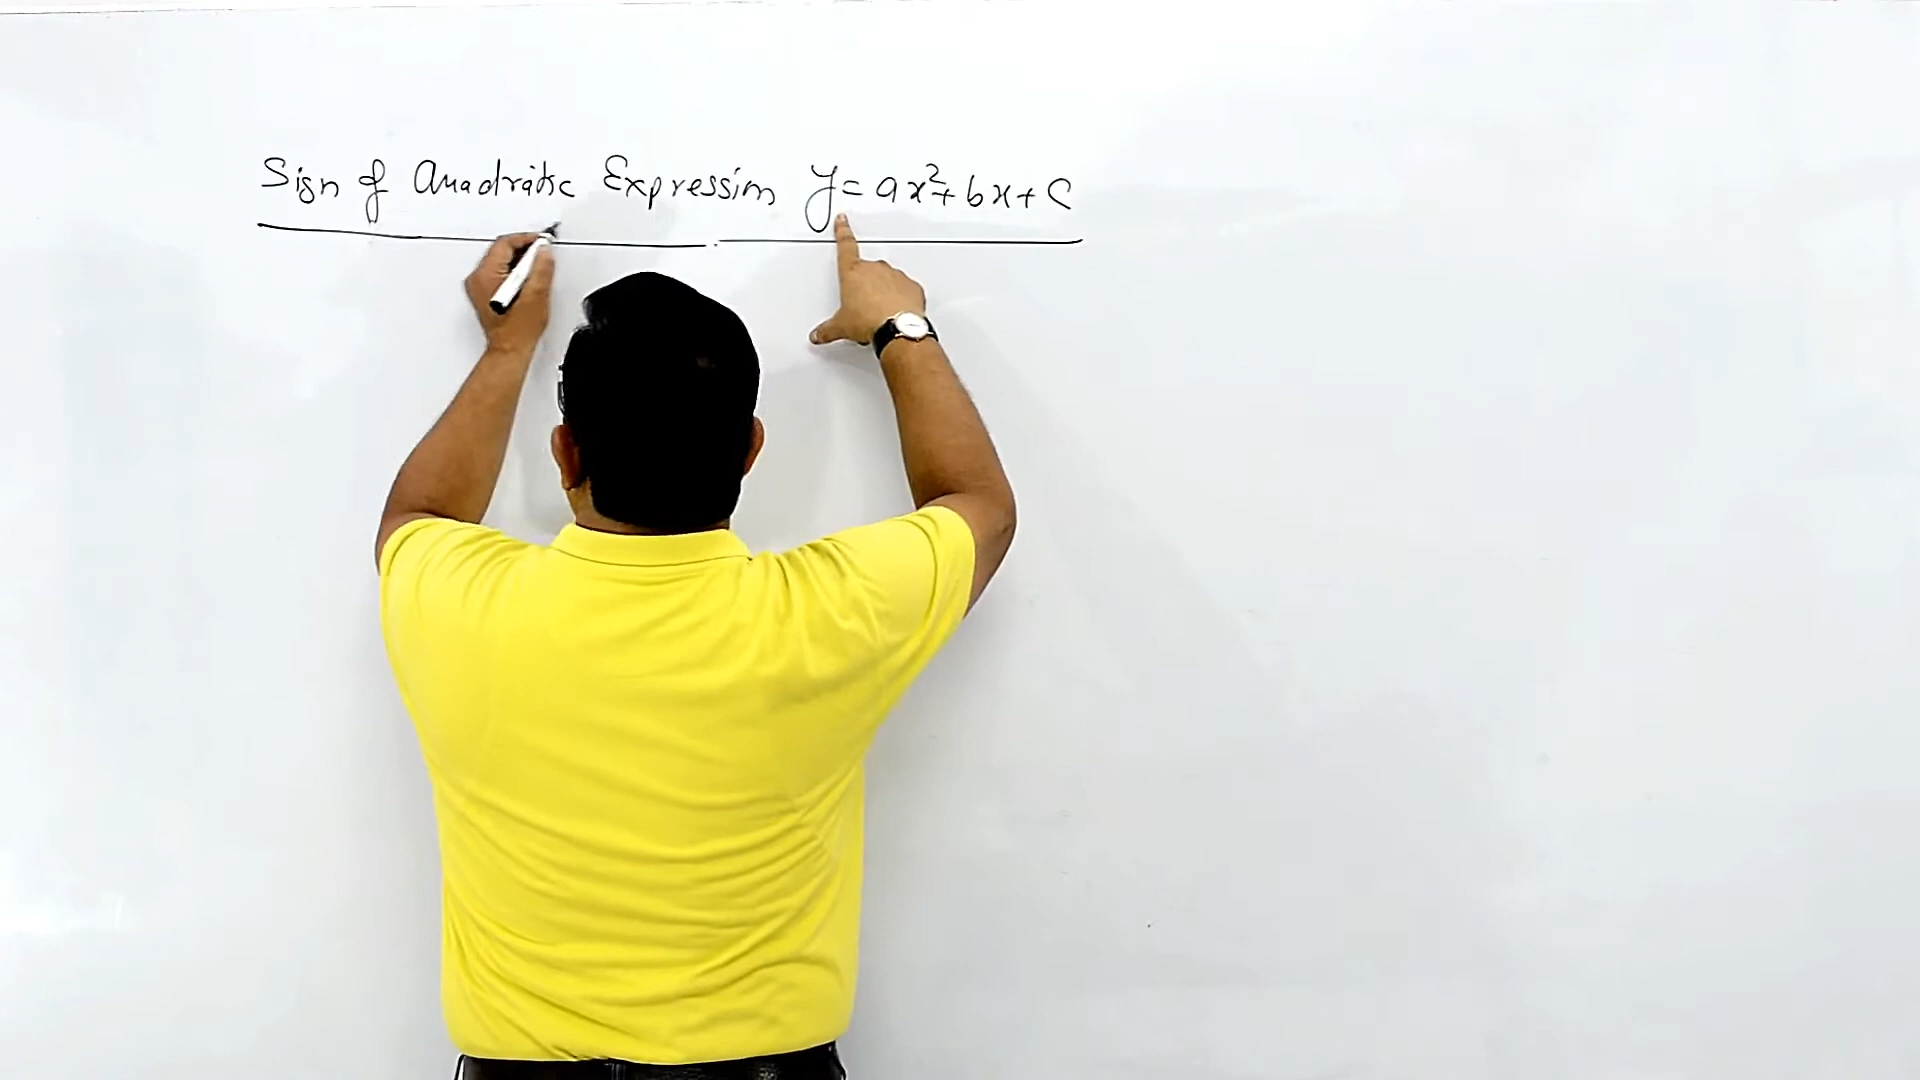 Sign of Quadratic Expression y = ax²+bx+c